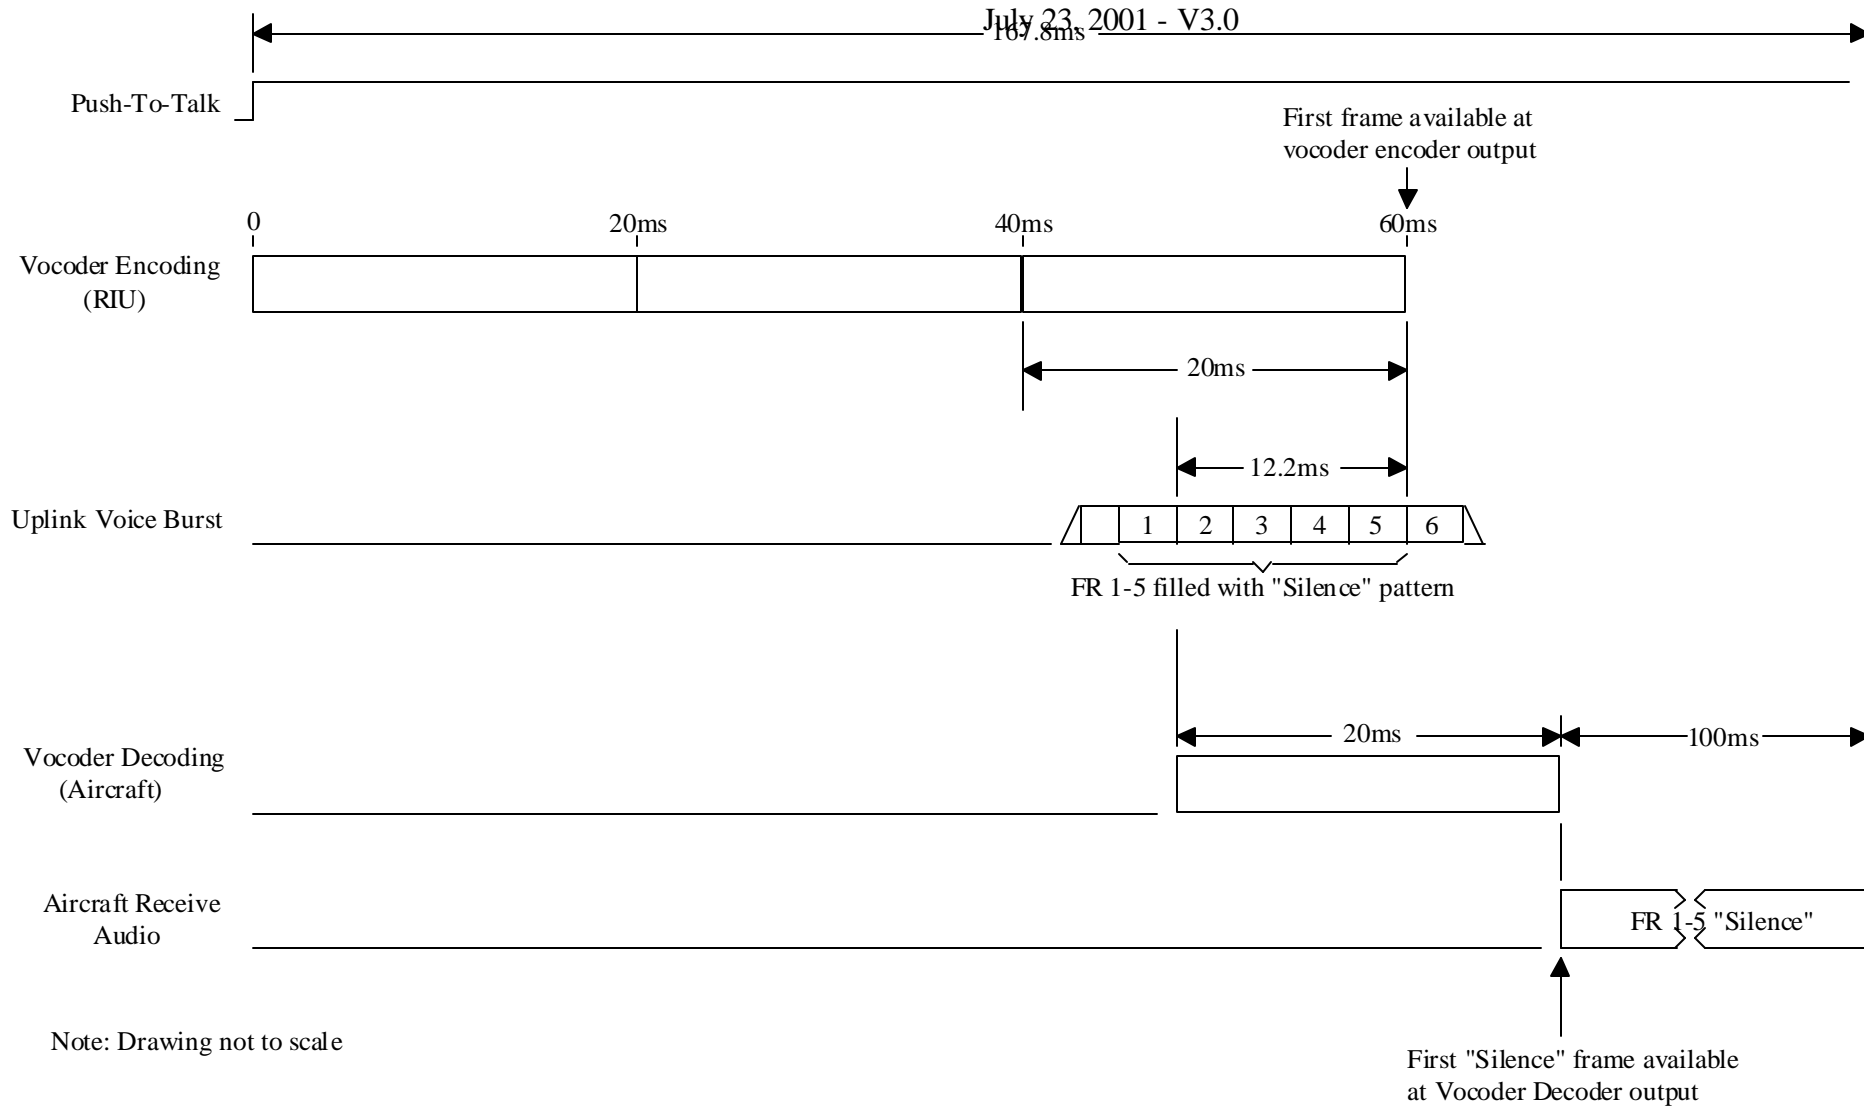 July 23, 2001 - V3.0
167.8ms
Push-To-Talk
First frame available at
vocoder encoder output
0 20ms 40ms 60ms
Vocoder Encoding
(RIU)
20ms
12.2ms
Uplink Voice Burst
1 2 3 4 5 6
FR 1-5 filled with "Silence" pattern
20ms 100ms
Vocoder Decoding
(Aircraft)
Aircraft Receive
Audio
FR 1-5 "Silence"
Note: Drawing not to scale
First "Silence" frame available
at Vocoder Decoder output